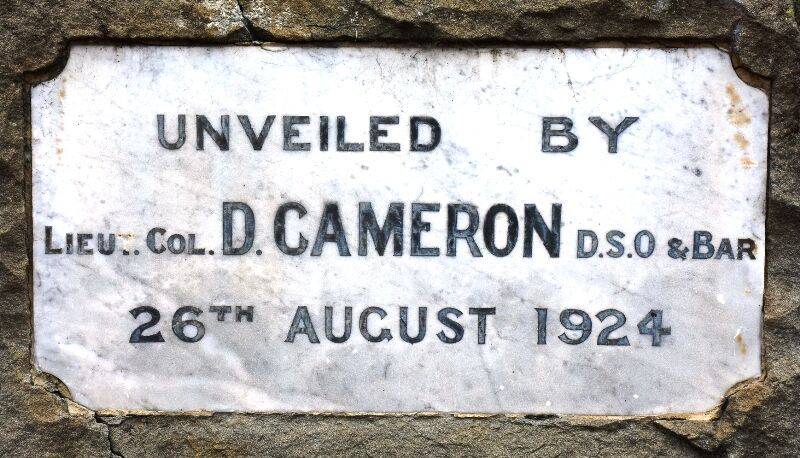 UNVEILED BY
LIEUT. COL. D. CAMERON D.S.O & BAR
26TH AUGUST 1924